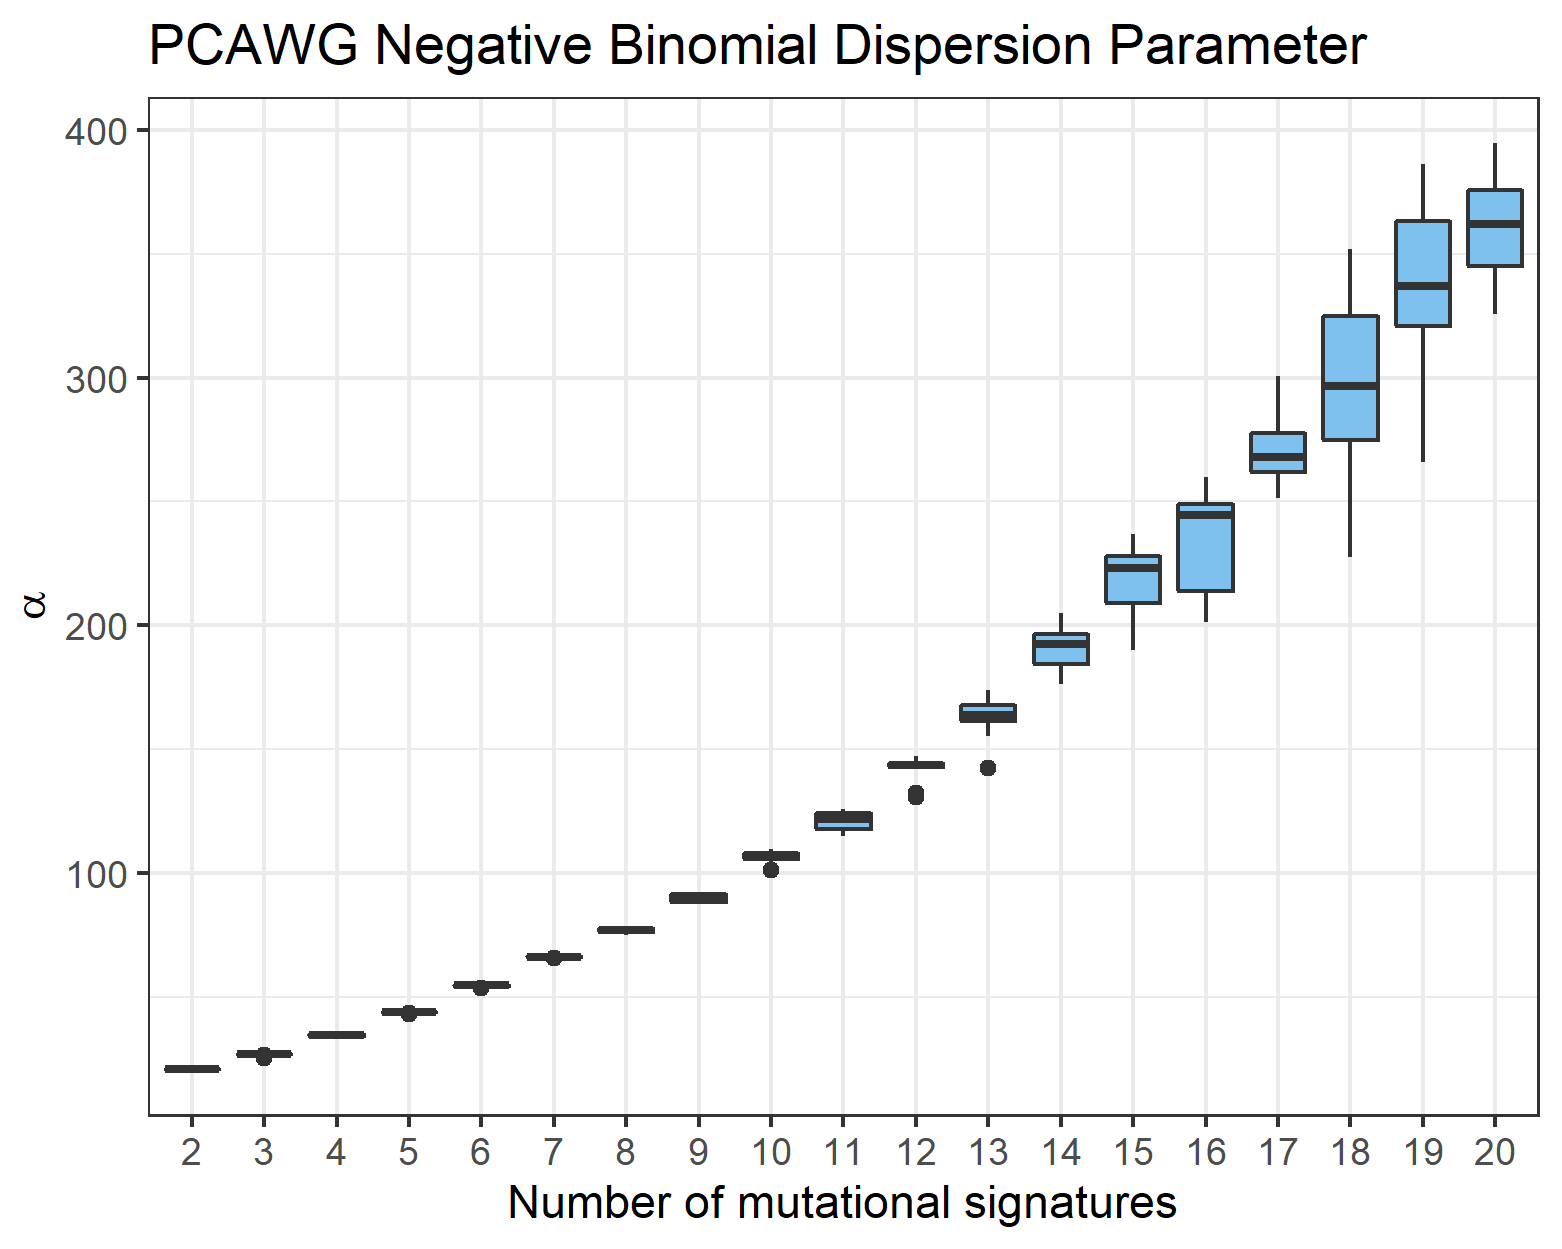 PCAWG Negative Binomial Dispersion Parameter
400
300
200
100
α
2 3 4 5 6 7 8 9 10 11 12 13 14 15 16 17 18 19 20
Number of mutational signatures